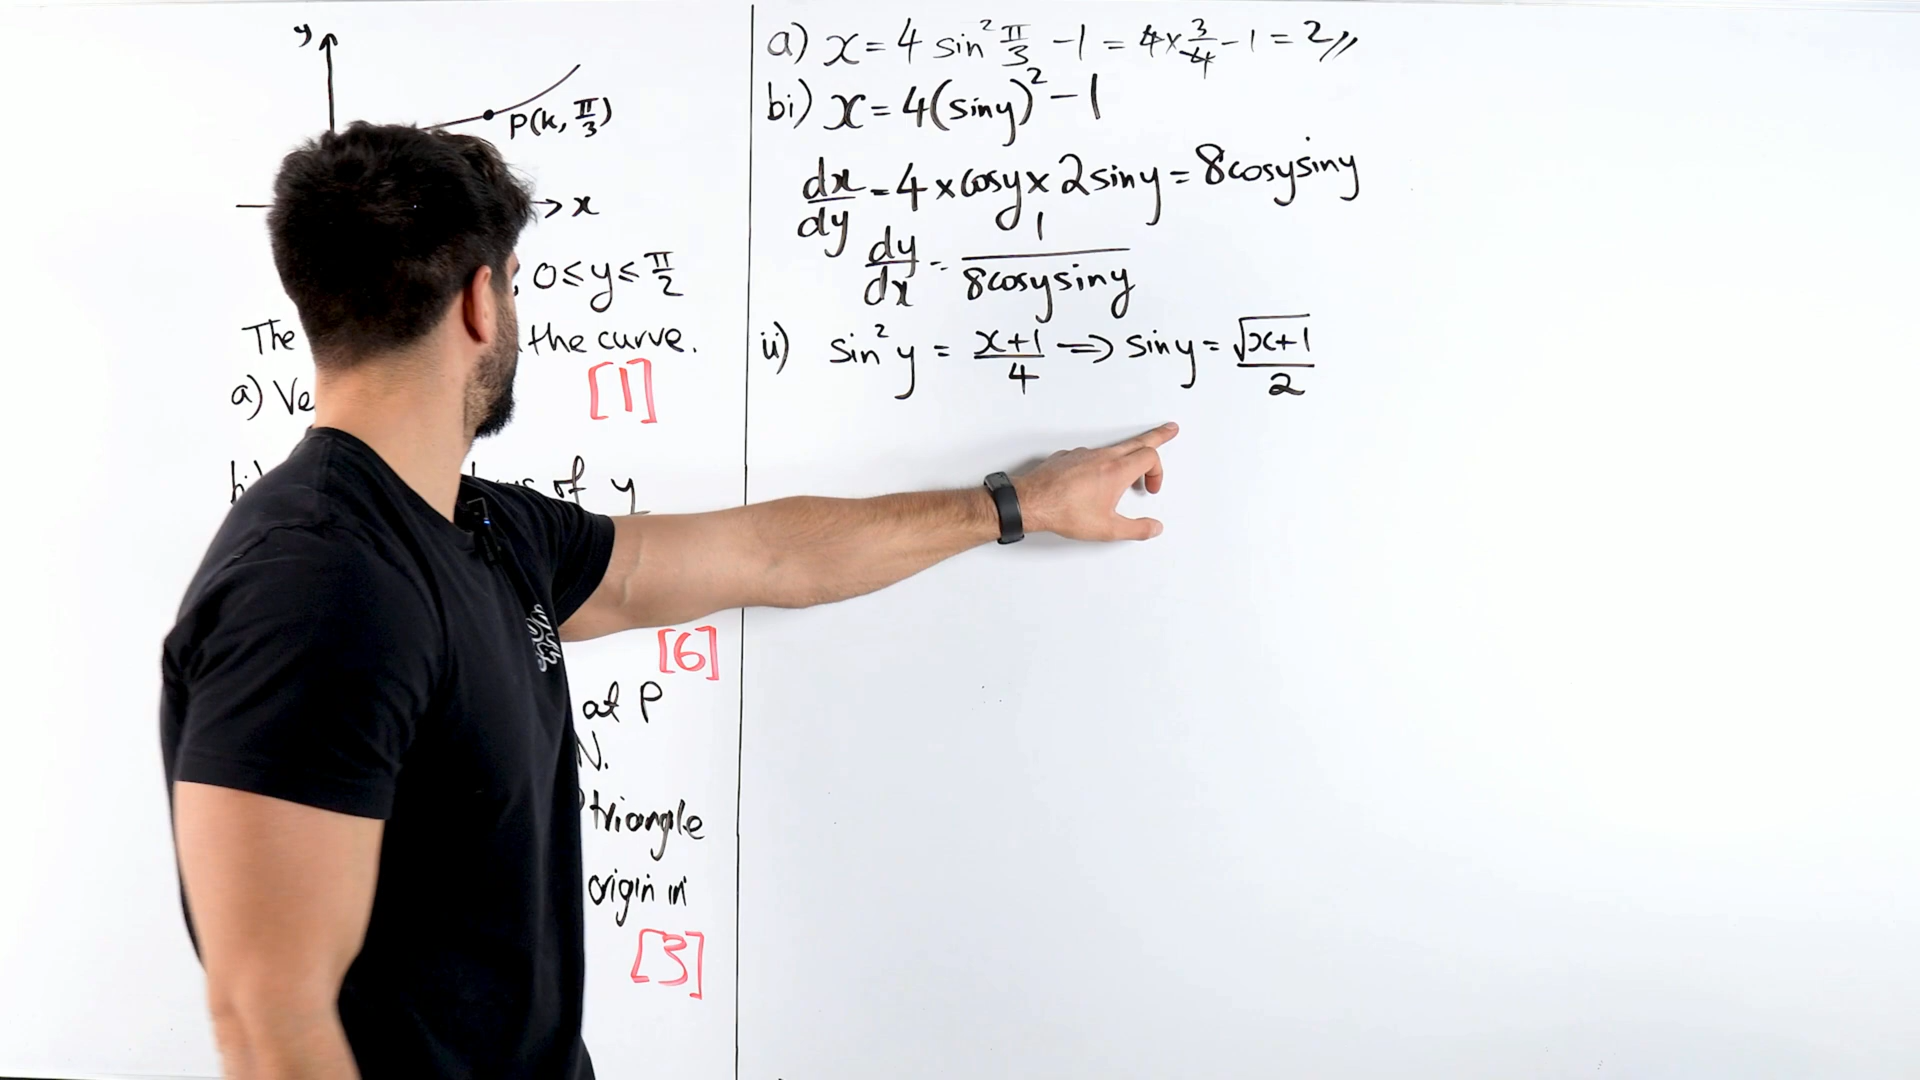 y
P(k, π/3)
x
, 0≤y≤π/2
The the curve.
a) Ve [1]
of y
[6]
at P
N.
triangle
origin in
[3]
a) x = 4 sin² π/3 - 1 = 4 x 3/4 - 1 = 2//
bi) x = 4(siny)² - 1
dx/dy = 4 x cosy x 2siny = 8cosysiny
dy/dx = 1/8cosysiny
ii) sin²y = x+1/4 => siny = √x+1/2